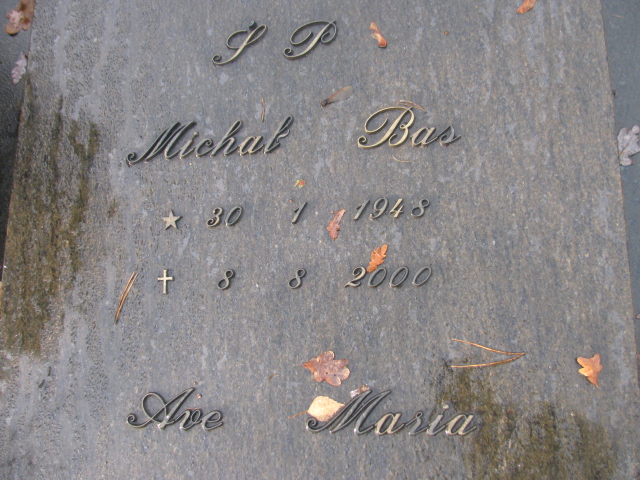 Ś P
Michał Bas
★ 30 1 1948
✝ 8 8 2000
Ave Maria